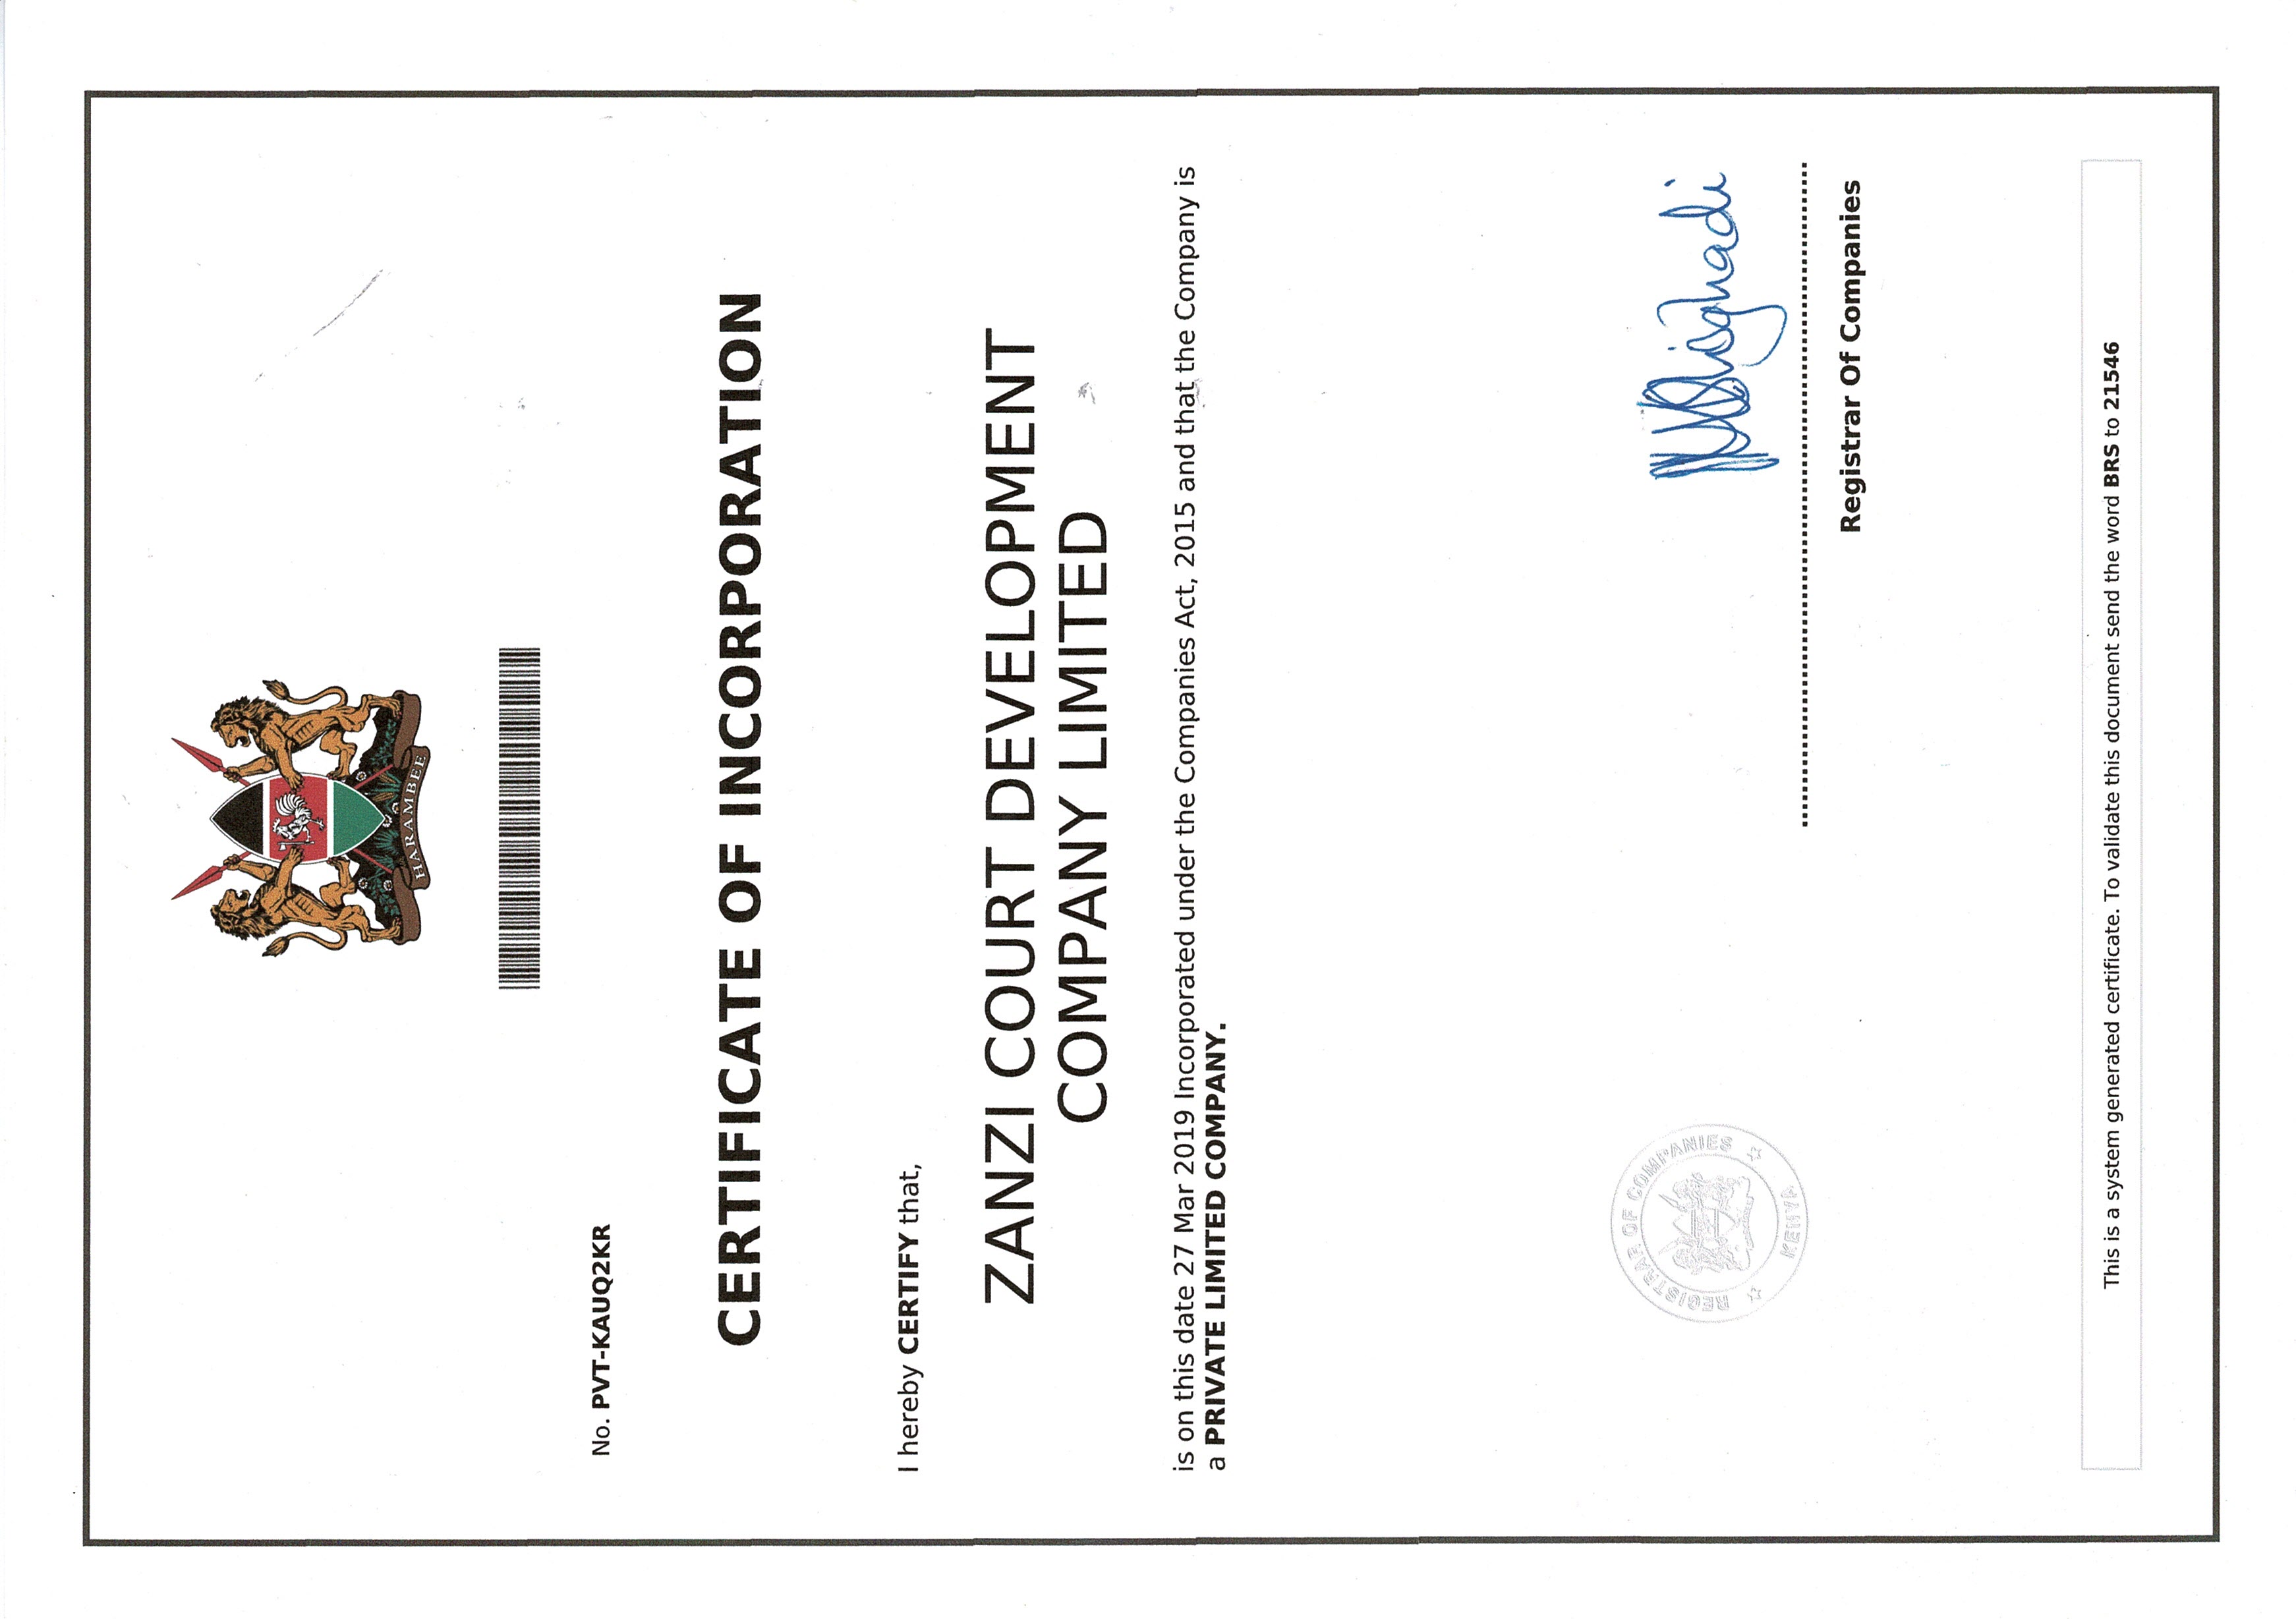 HARAMBEE
No. PVT-KAUQ2KR
CERTIFICATE OF INCORPORATION
I hereby CERTIFY that,
ZANZI COURT DEVELOPMENT
COMPANY LIMITED
is on this date 27 Mar 2019 Incorporated under the Companies Act, 2015 and that the Company is
a PRIVATE LIMITED COMPANY.
REGISTRAR OF COMPANIES
KENYA
Registrar Of Companies
This is a system generated certificate. To validate this document send the word BRS to 21546